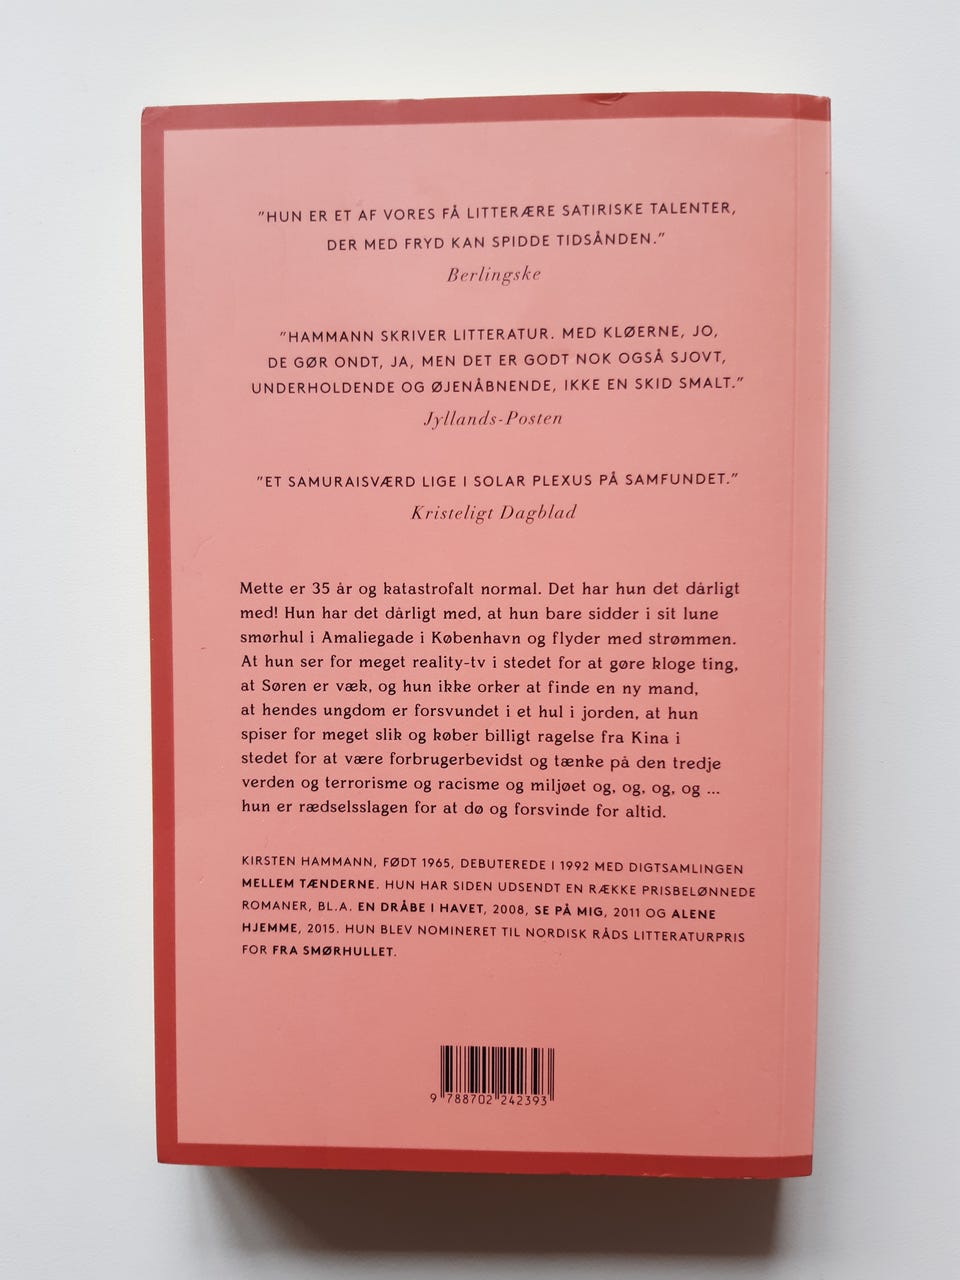 "HUN ER ET AF VORES FÅ LITTERÆRE SATIRISKE TALENTER,
DER MED FRYD KAN SPIDDE TIDSÅNDEN."
Berlingske
"HAMMANN SKRIVER LITTERATUR. MED KLØERNE, JO,
DE GØR ONDT, JA, MEN DET ER GODT NOK OGSÅ SJOVT,
UNDERHOLDENDE OG ØJENÅBNENDE, IKKE EN SKID SMALT."
Jyllands-Posten
"ET SAMURAISVÆRD LIGE I SOLAR PLEXUS PÅ SAMFUNDET."
Kristeligt Dagblad
Mette er 35 år og katastrofalt normal. Det har hun det dårligt
med! Hun har det dårligt med, at hun bare sidder i sit lune
smørhul i Amaliegade i København og flyder med strømmen.
At hun ser for meget reality-tv i stedet for at gøre kloge ting,
at Søren er væk, og hun ikke orker at finde en ny mand,
at hendes ungdom er forsvundet i et hul i jorden, at hun
spiser for meget slik og køber billigt ragelse fra Kina i
stedet for at være forbrugerbevidst og tænke på den tredje
verden og terrorisme og racisme og miljøet og, og, og, og ...
hun er rædselsslagen for at dø og forsvinde for altid.
KIRSTEN HAMMANN, FØDT 1965, DEBUTEREDE I 1992 MED DIGTSAMLINGEN
MELLEM TÆNDERNE. HUN HAR SIDEN UDSENDT EN RÆKKE PRISBELØNNEDE
ROMANER, BL.A. EN DRÅBE I HAVET, 2008, SE PÅ MIG, 2011 OG ALENE
HJEMME, 2015. HUN BLEV NOMINERET TIL NORDISK RÅDS LITTERATURPRIS
FOR FRA SMØRHULLET.
9 788702 242393